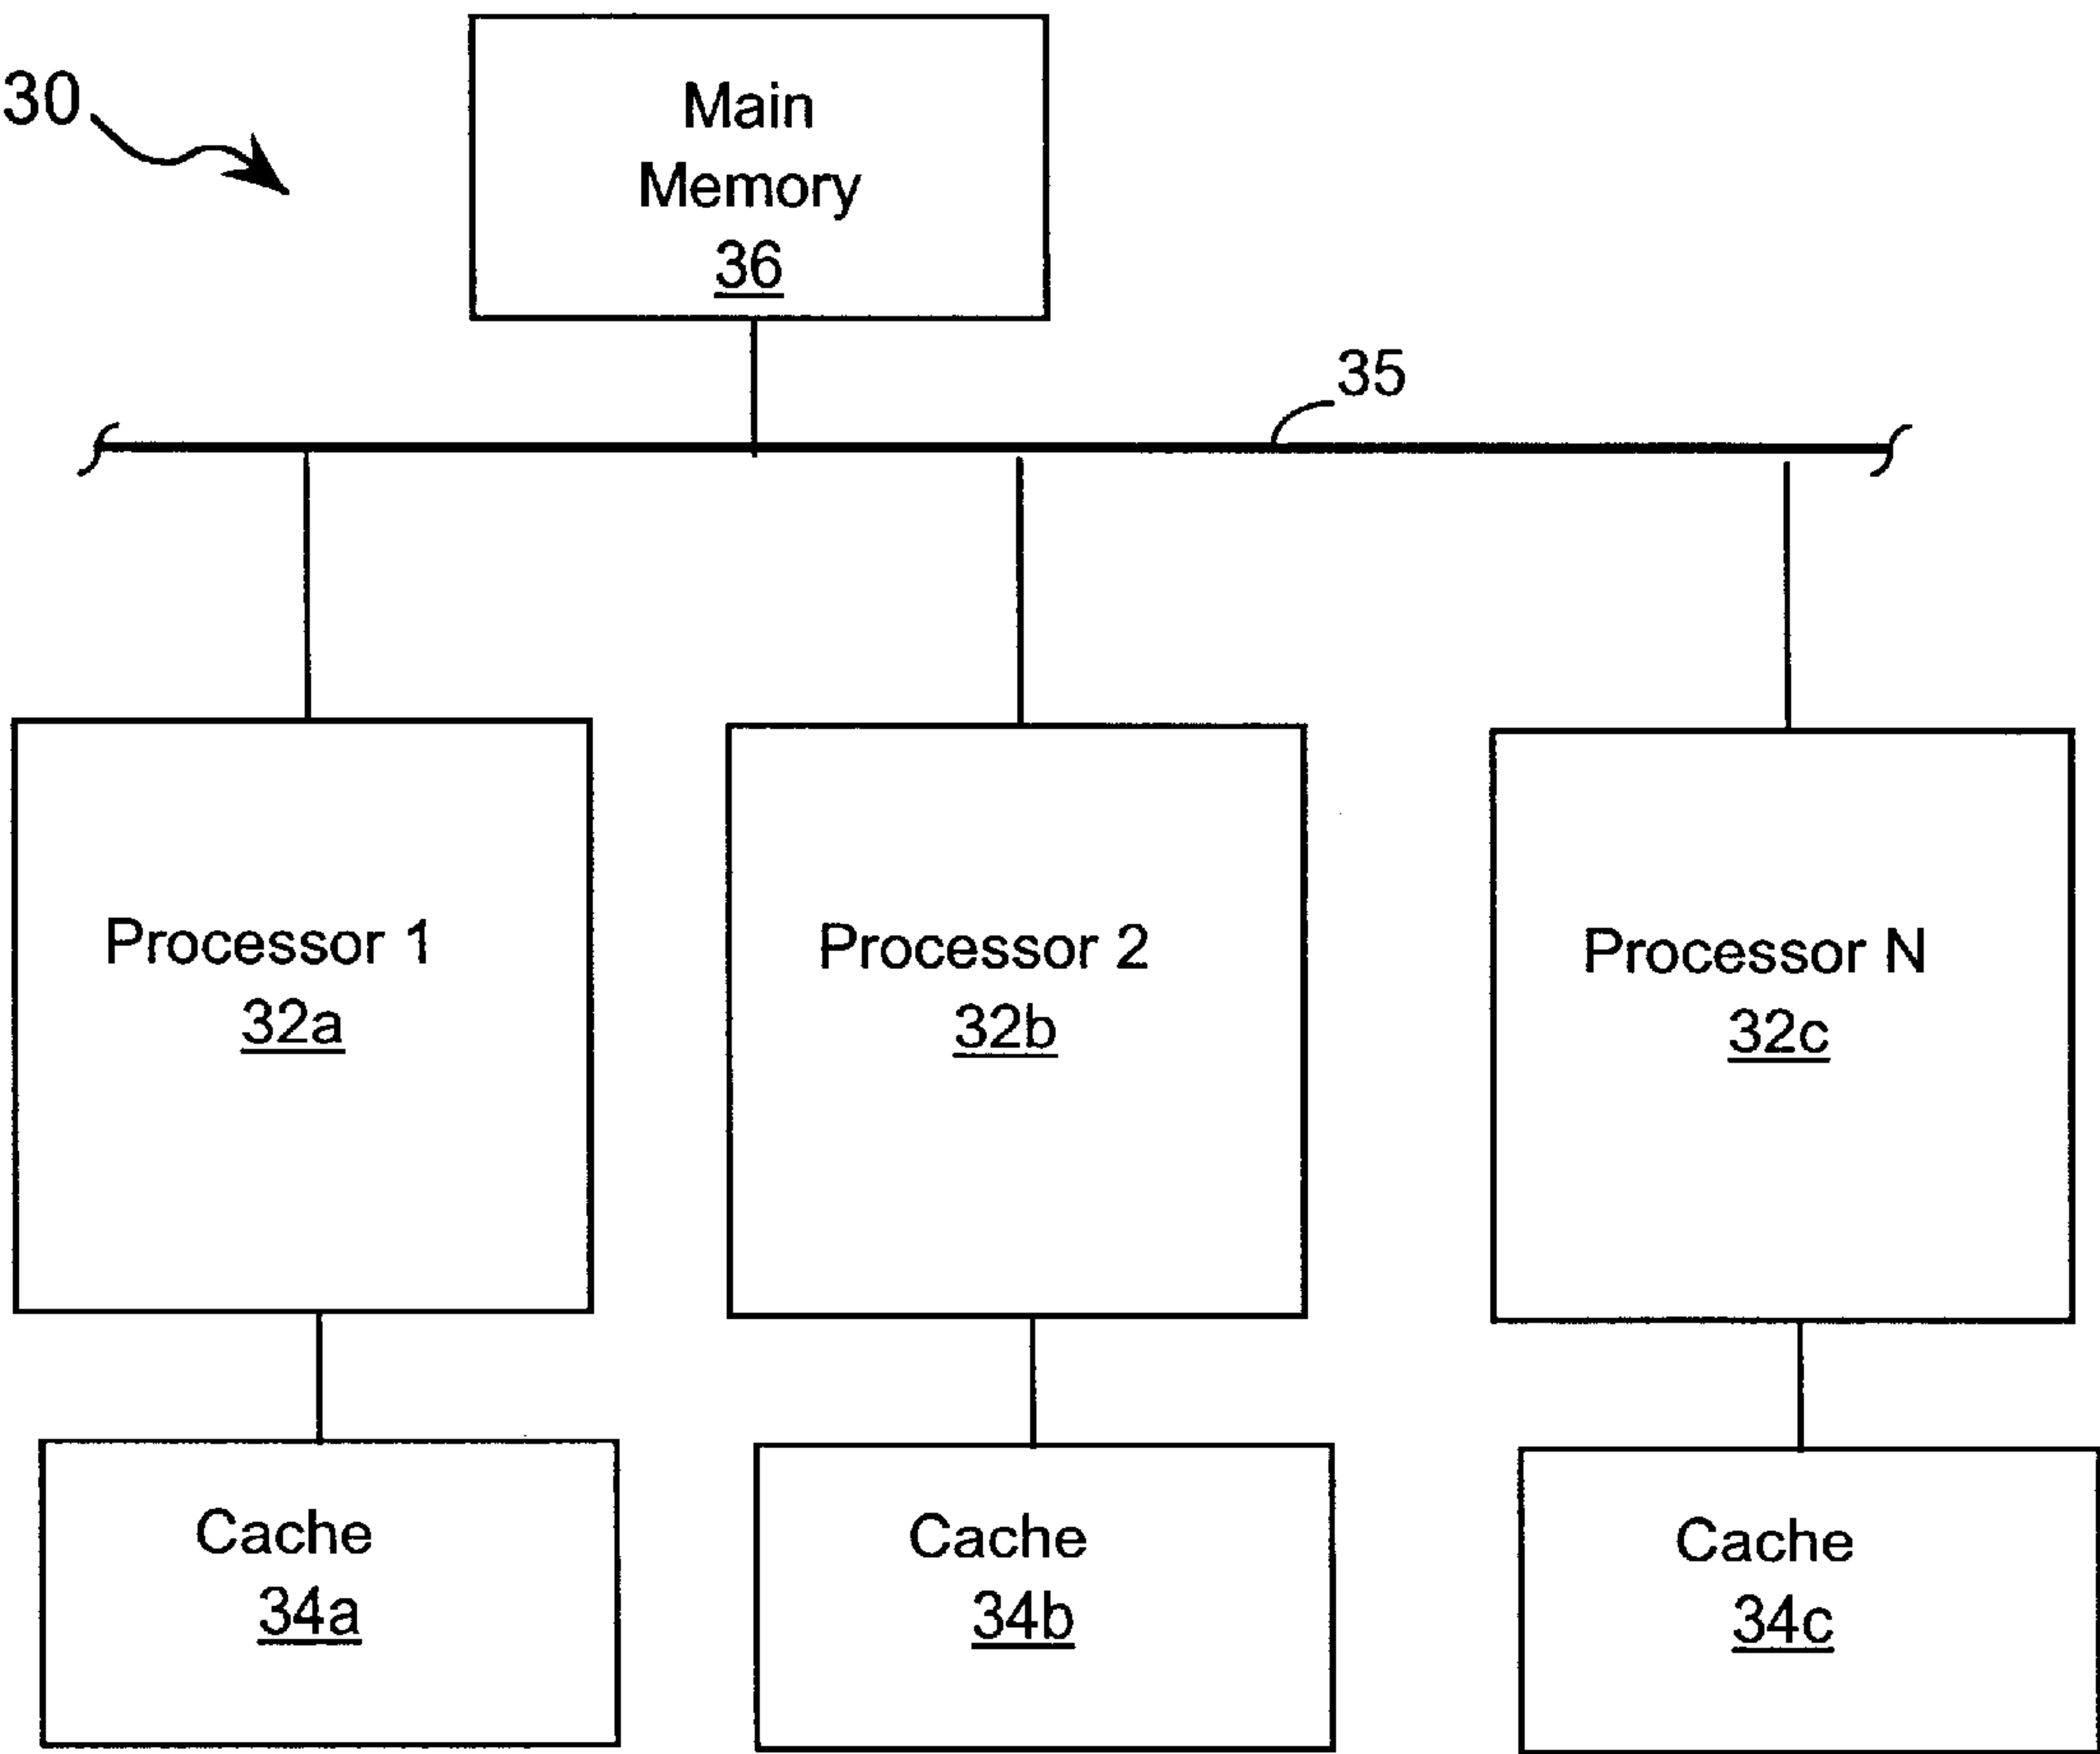 30
Main
Memory
36
35
Processor 1
32a
Processor 2
32b
Processor N
32c
Cache
34a
Cache
34b
Cache
34c